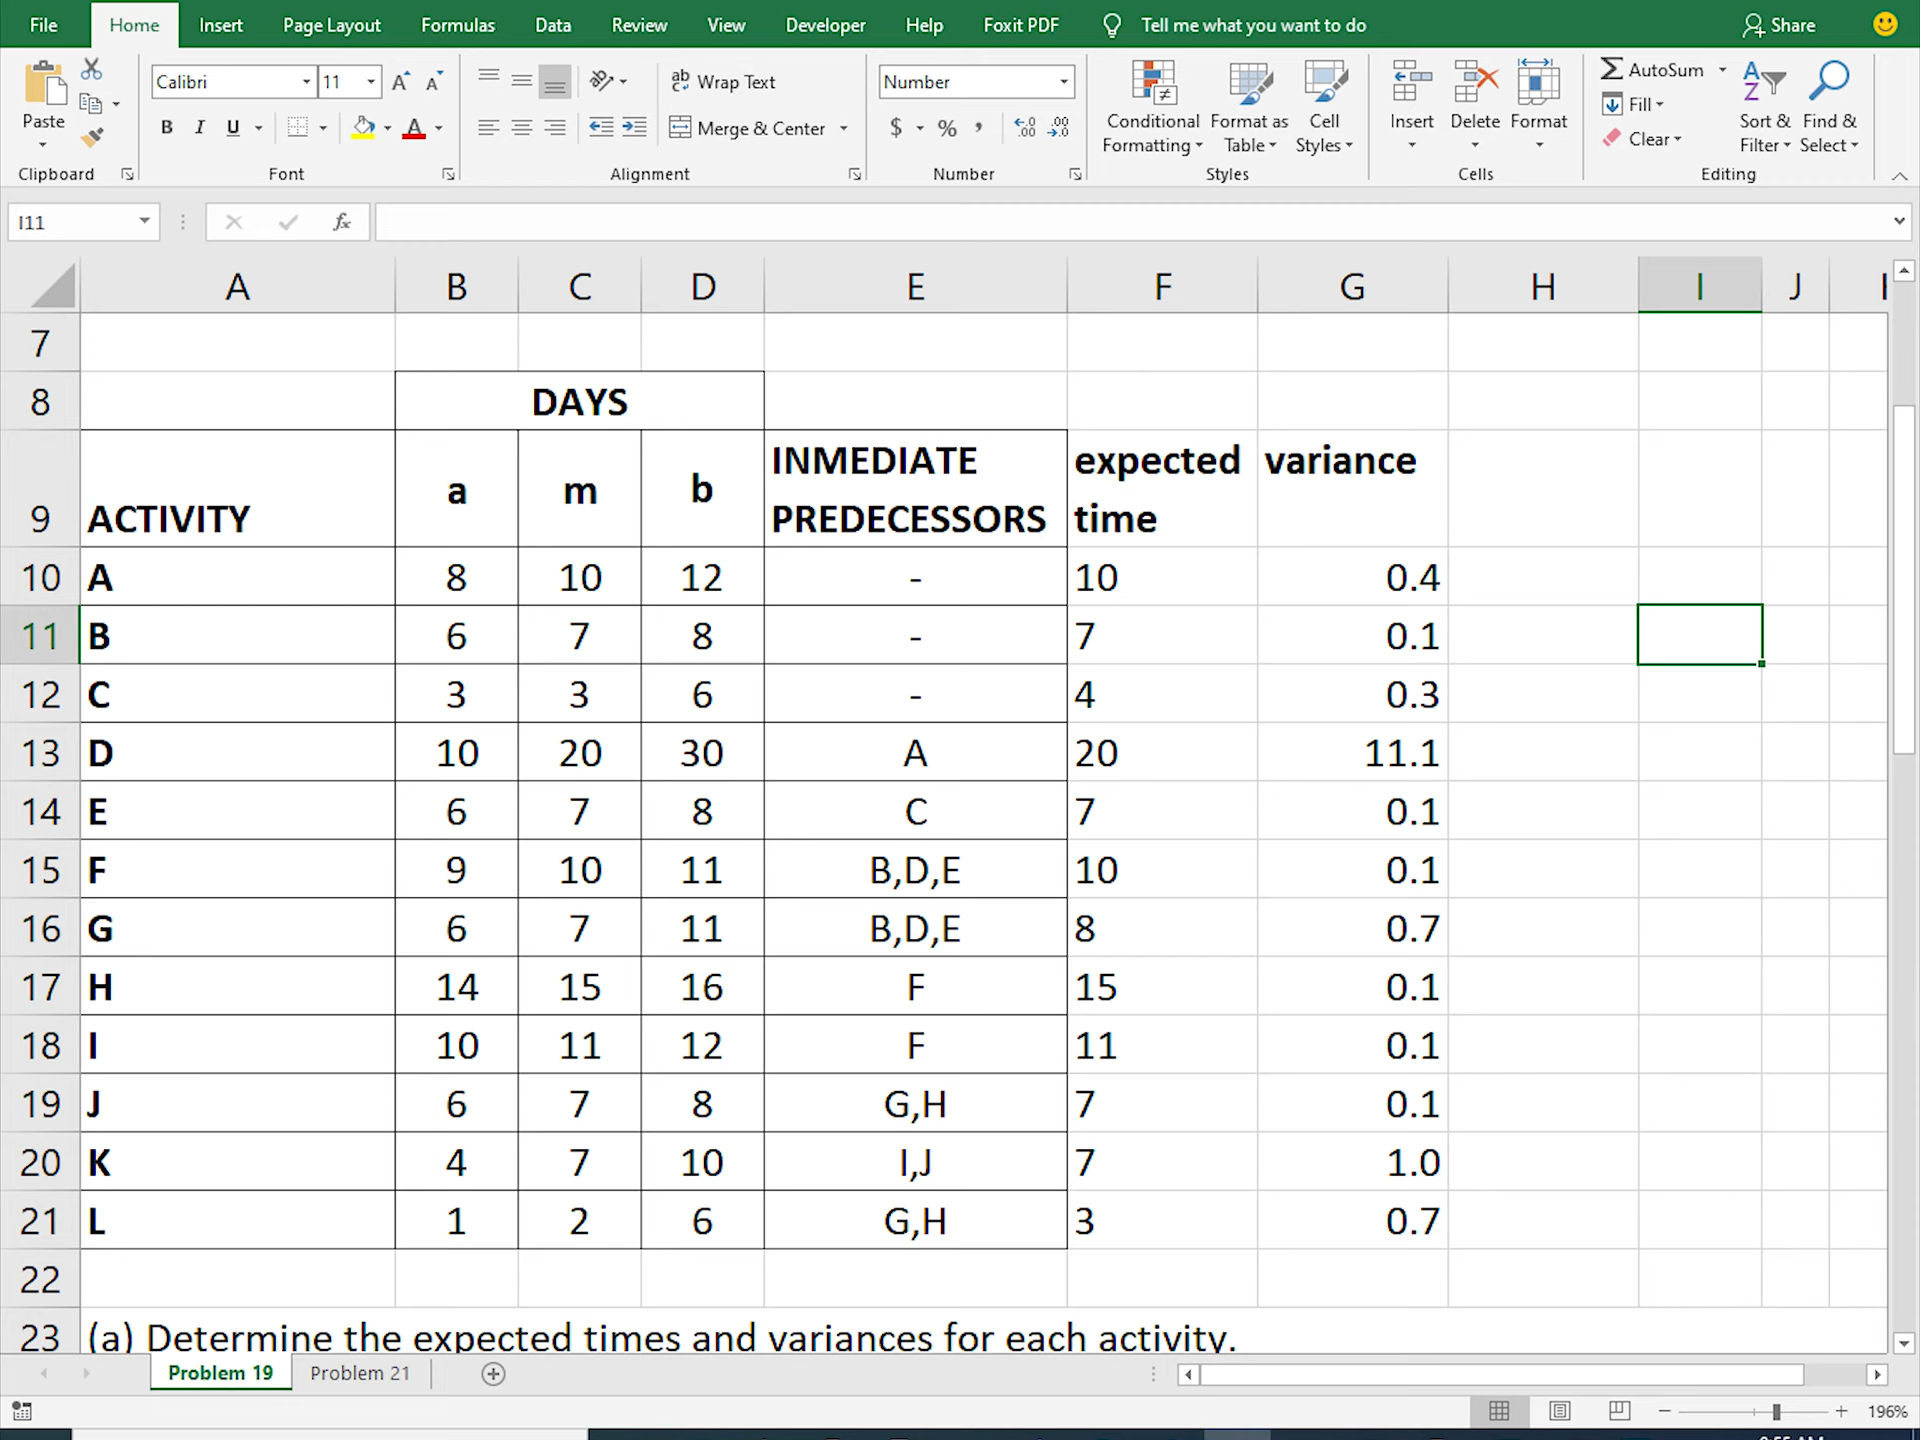 File Home Insert Page Layout Formulas Data Review View Developer Help Foxit PDF Tell me what you want to do Share
Calibri 11 Wrap Text Number AutoSum
Paste B I U Merge & Center $ % Conditional Formatting Format as Table Cell Styles Insert Delete Format Fill Clear Sort & Filter Find & Select
Clipboard Font Alignment Number Styles Cells Editing
I11 fx
A B C D E F G H I J
7
8 DAYS
9 ACTIVITY a m b INMEDIATE PREDECESSORS expected time variance
10 A 8 10 12 - 10 0.4
11 B 6 7 8 - 7 0.1
12 C 3 3 6 - 4 0.3
13 D 10 20 30 A 20 11.1
14 E 6 7 8 C 7 0.1
15 F 9 10 11 B,D,E 10 0.1
16 G 6 7 11 B,D,E 8 0.7
17 H 14 15 16 F 15 0.1
18 I 10 11 12 F 11 0.1
19 J 6 7 8 G,H 7 0.1
20 K 4 7 10 I,J 7 1.0
21 L 1 2 6 G,H 3 0.7
22
23 (a) Determine the expected times and variances for each activity.
Problem 19 Problem 21
196%